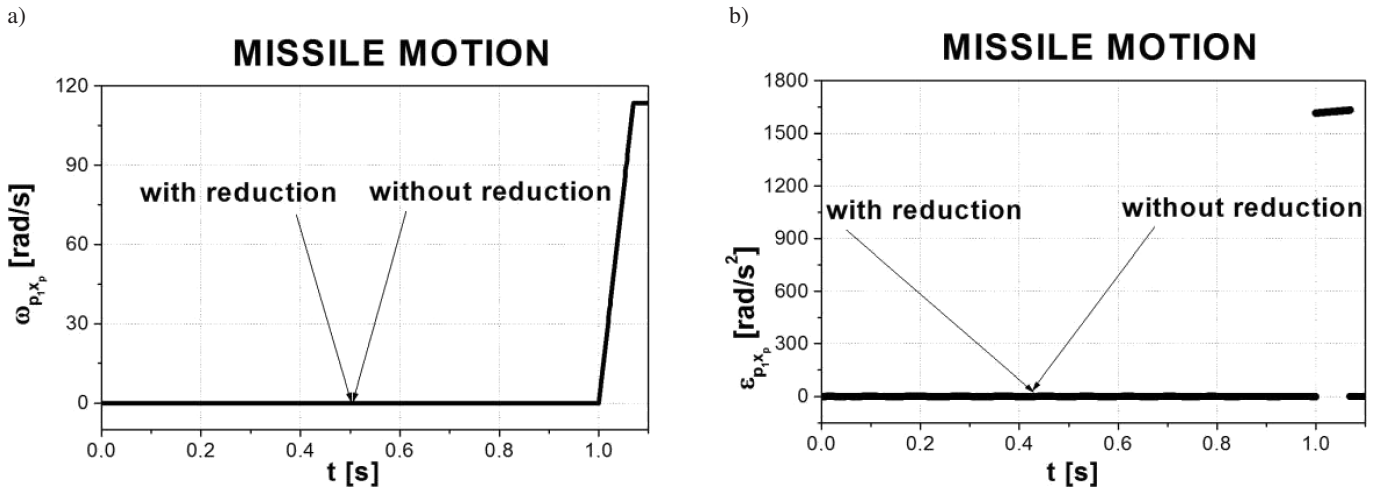 a)
MISSILE MOTION
ω_{p_1x_p} [rad/s]
120
90
60
30
0
with reduction
without reduction
0.0 0.2 0.4 0.6 0.8 1.0
t [s]
b)
MISSILE MOTION
ε_{p_1x_p} [rad/s²]
1800
1500
1200
900
600
300
0
with reduction
without reduction
0.0 0.2 0.4 0.6 0.8 1.0
t [s]